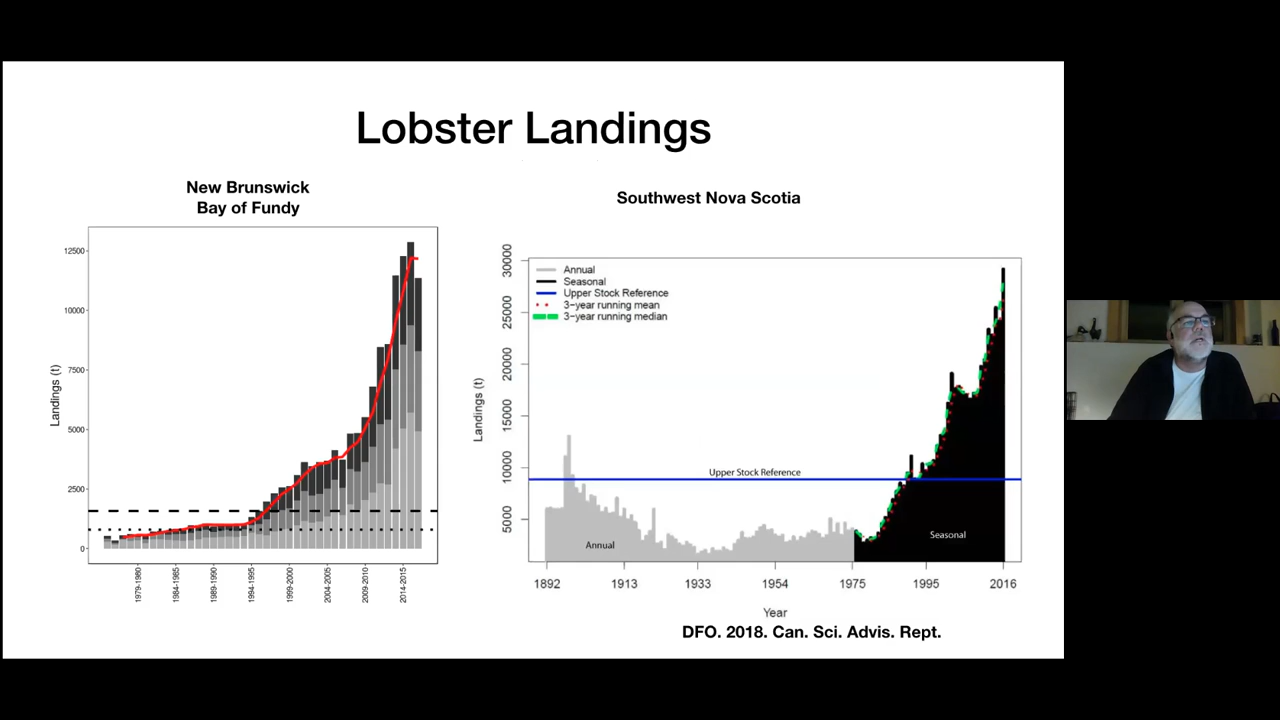 Lobster Landings
New Brunswick
Bay of Fundy
Landings (t)
12500
10000
7500
5000
2500
0
1979-1980
1984-1985
1989-1990
1994-1995
1999-2000
2004-2005
2009-2010
2014-2015
Southwest Nova Scotia
Landings (t)
30000
25000
20000
15000
10000
5000
Annual
Seasonal
Upper Stock Reference
3-year running mean
3-year running median
Upper Stock Reference
Annual
Seasonal
1892 1913 1933 1954 1975 1995 2016
Year
DFO. 2018. Can. Sci. Advis. Rept.